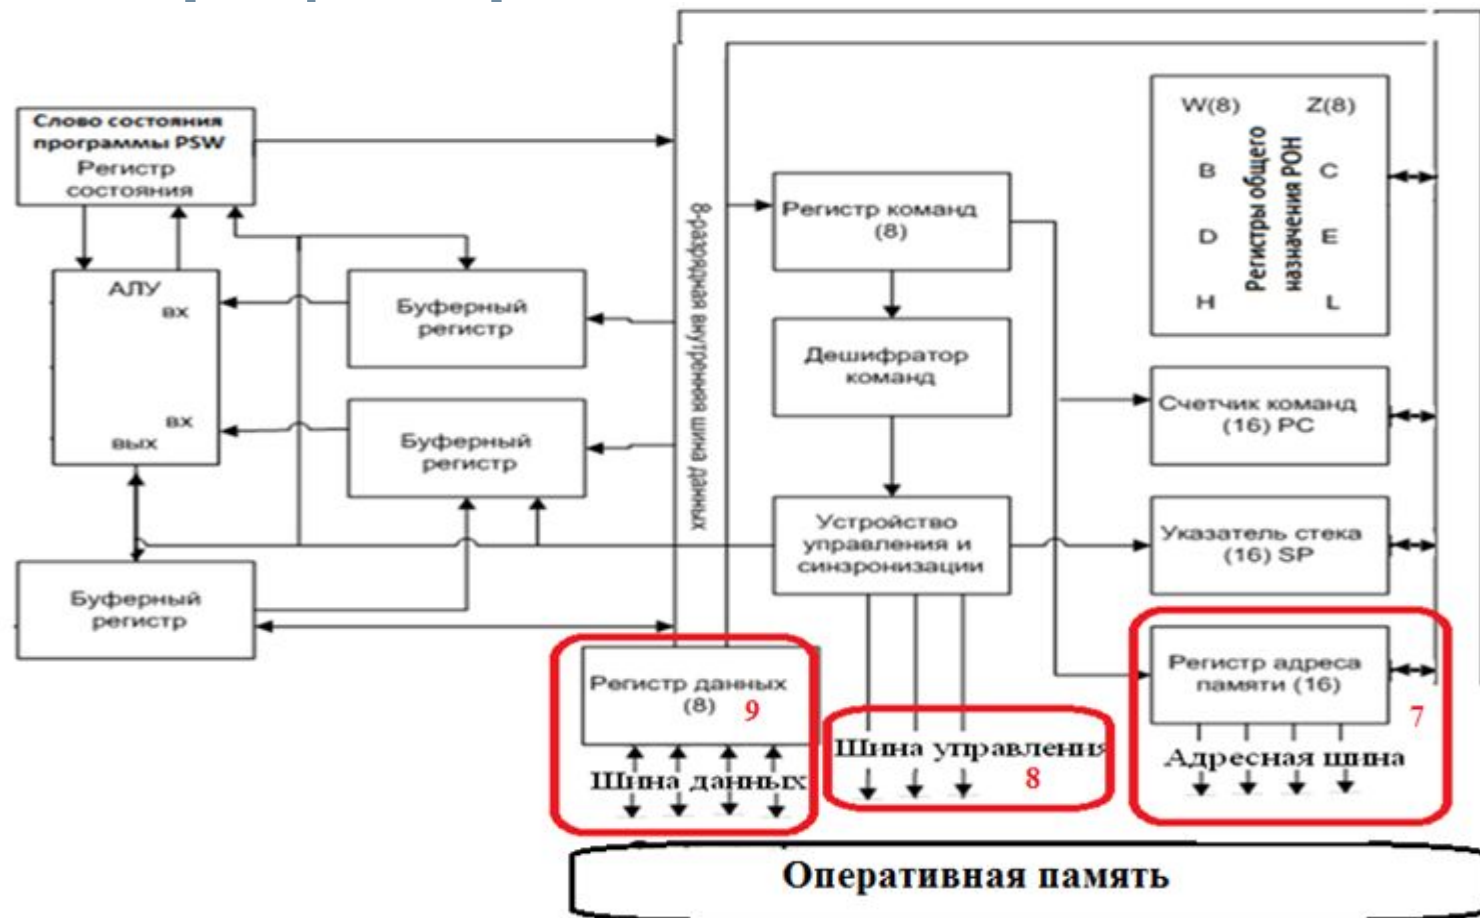 Слово состояния
программы PSW
Регистр
состояния
АЛУ
вх
вх
вых
Буферный
регистр
Буферный
регистр
Буферный
регистр
8-разрядная внутренняя шина данных
Регистр команд
(8)
Дешифратор
команд
Устройство
управления и
синзронизации
W(8) Z(8)
B C
D E
H L
Регистры общего
назначения РОН
Счетчик команд
(16) PC
Указатель стека
(16) SP
Регистр адреса
памяти (16)
7
Адресная шина
Регистр данных
(8) 9
Шина данных
Шина управления
8
Оперативная память